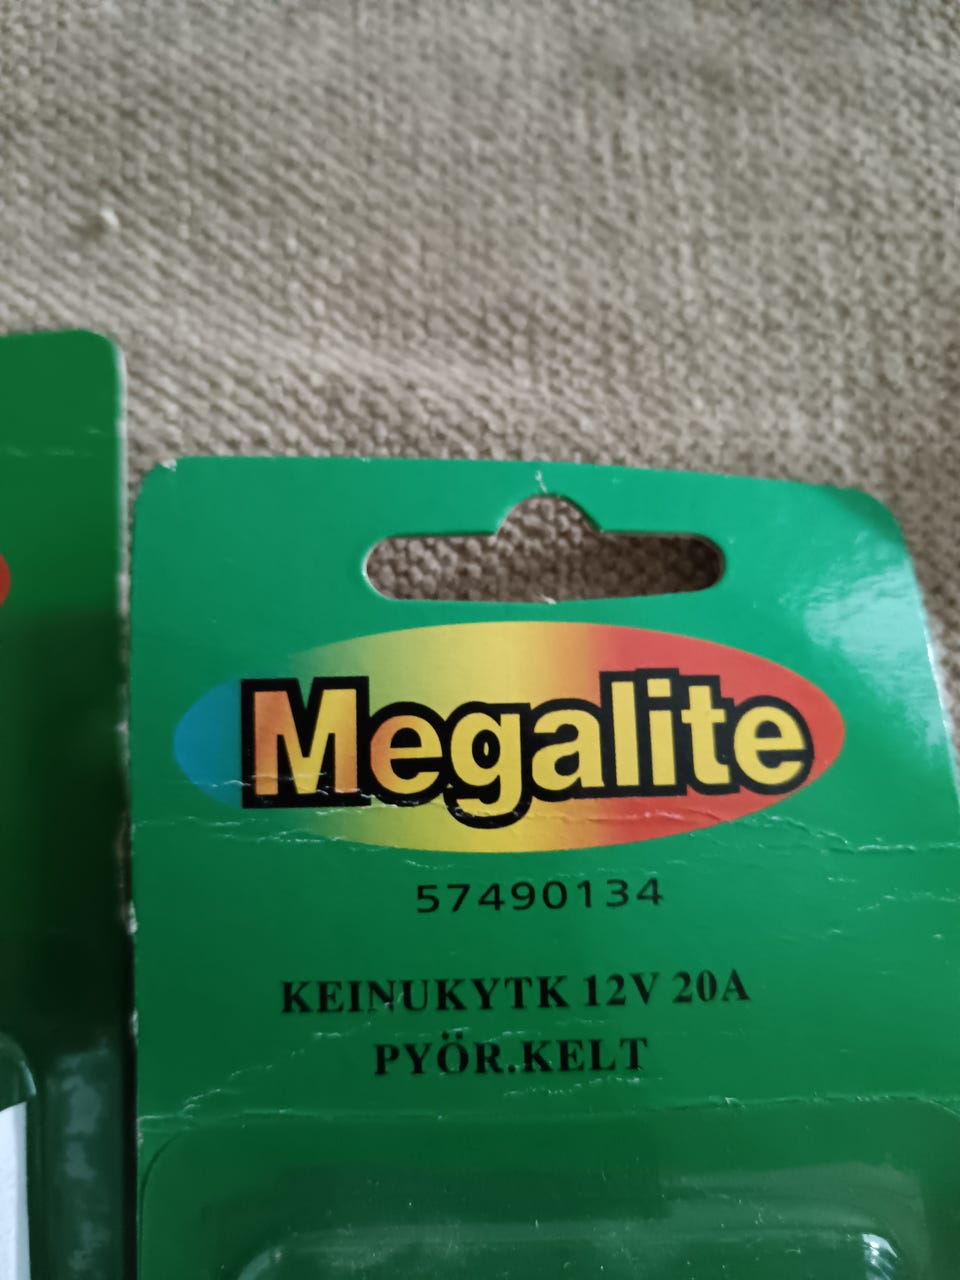 Megalite
57490134
KEINUKYTK 12V 20A
PYÖR.KELT